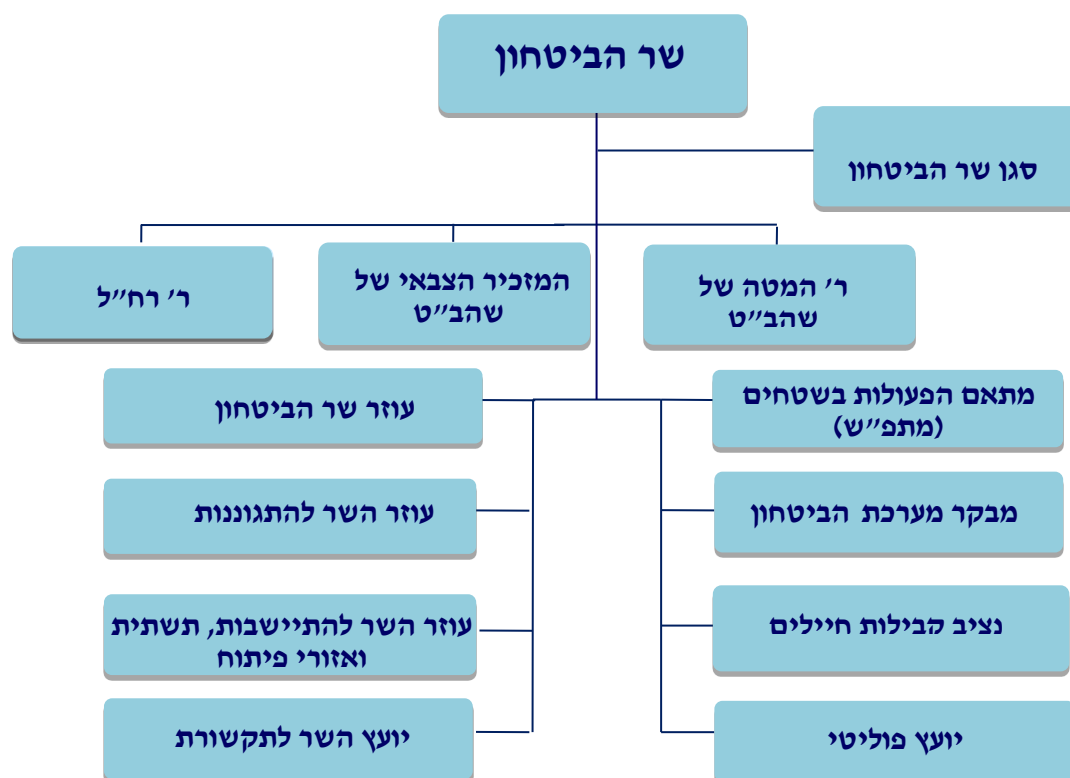 שר הביטחון
סגן שר הביטחון
ר׳ המטה של
שהב״ט
המזכיר הצבאי של
שהב״ט
ר׳ רח״ל
מתאם הפעולות בשטחים
(מתפ״ש)
עוזר שר הביטחון
מבקר מערכת הביטחון
עוזר השר להתגוננות
נציב קבילות חיילים
עוזר השר להתיישבות, תשתית
ואזורי פיתוח
יועץ פוליטי
יועץ השר לתקשורת